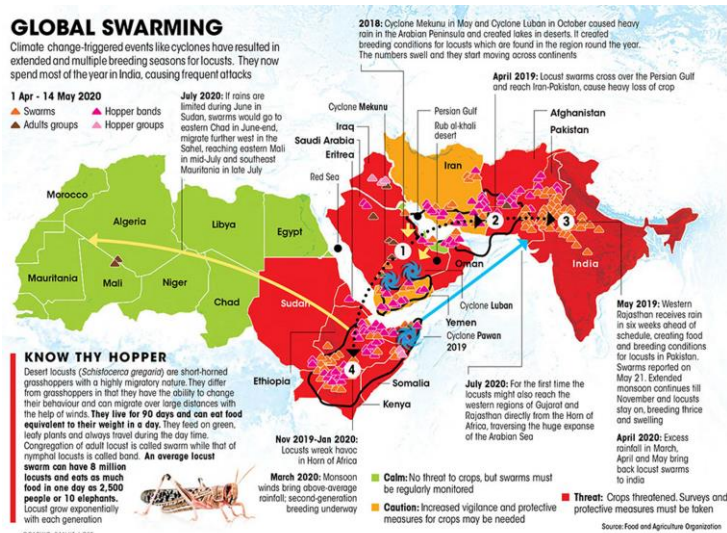 GLOBAL SWARMING
Climate change-triggered events like cyclones have resulted in
extended and multiple breeding seasons for locusts. They now
spend most of the year in India, causing frequent attacks
1 Apr - 14 May 2020
Swarms
Hopper bands
Adults groups
Hopper groups
July 2020: If rains are
limited during June in
Sudan, swarms would go to
eastern Chad in June-end,
migrate further west in the
Sahel, reaching eastern Mali
in mid-July and southeast
Mauritania in late July
2018: Cyclone Mekunu in May and Cyclone Luban in October caused heavy
rain in the Arabian Peninsula and created lakes in deserts. It created
breeding conditions for locusts which are found in the region round the year.
The numbers swell and they start moving across continents
April 2019: Locust swarms cross over the Persian Gulf
and reach Iran-Pakistan, cause heavy loss of crop
Cyclone Mekunu
Persian Gulf
Rub al-khali
desert
Afghanistan
Pakistan
Iraq
Saudi Arabia
Eritrea
Red Sea
Iran
Morocco
Algeria
Libya
Egypt
Mauritania
Mali
Niger
Chad
Sudan
1
2
3
4
Oman
India
Cyclone Luban
Yemen
Cyclone Pawan
2019
Ethiopia
Somalia
Kenya
May 2019: Western
Rajasthan receives rain
in six weeks ahead of
schedule, creating food
and breeding conditions
for locusts in Pakistan.
Swarms reported on
May 21. Extended
monsoon continues till
November and locusts
stay on, breeding thrice
and swelling
April 2020: Excess
rainfall in March,
April and May bring
back locust swarms
to india
July 2020: For the first time the
locusts might also reach the
western regions of Gujarat and
Rajasthan directly from the Horn of
Africa, traversing the huge expanse
of the Arabian Sea
Nov 2019-Jan 2020:
Locusts wreak havoc
in Horn of Africa
March 2020: Monsoon
winds bring above-average
rainfall; second-generation
breeding underway
KNOW THY HOPPER
Desert locusts (Schistocerca gregaria) are short-horned
grasshoppers with a highly migratory nature. They differ
from grasshoppers in that they have the ability to change
their behaviour and can migrate over large distances with
the help of winds. They live for 90 days and can eat food
equivalent to their weight in a day. They feed on green,
leafy plants and always travel during the day time.
Congregation of adult locust is called swarm while that of
nymphal locusts is called band. An average locust
swarm can have 8 million
locusts and eats as much
food in one day as 2,500
people or 10 elephants.
Locust grow exponentially
with each generation
Calm: No threat to crops, but swarms must
be regularly monitored
Caution: Increased vigilance and protective
measures for crops may be needed
Threat: Crops threatened. Surveys and
protective measures must be taken
Source: Food and Agriculture Organization